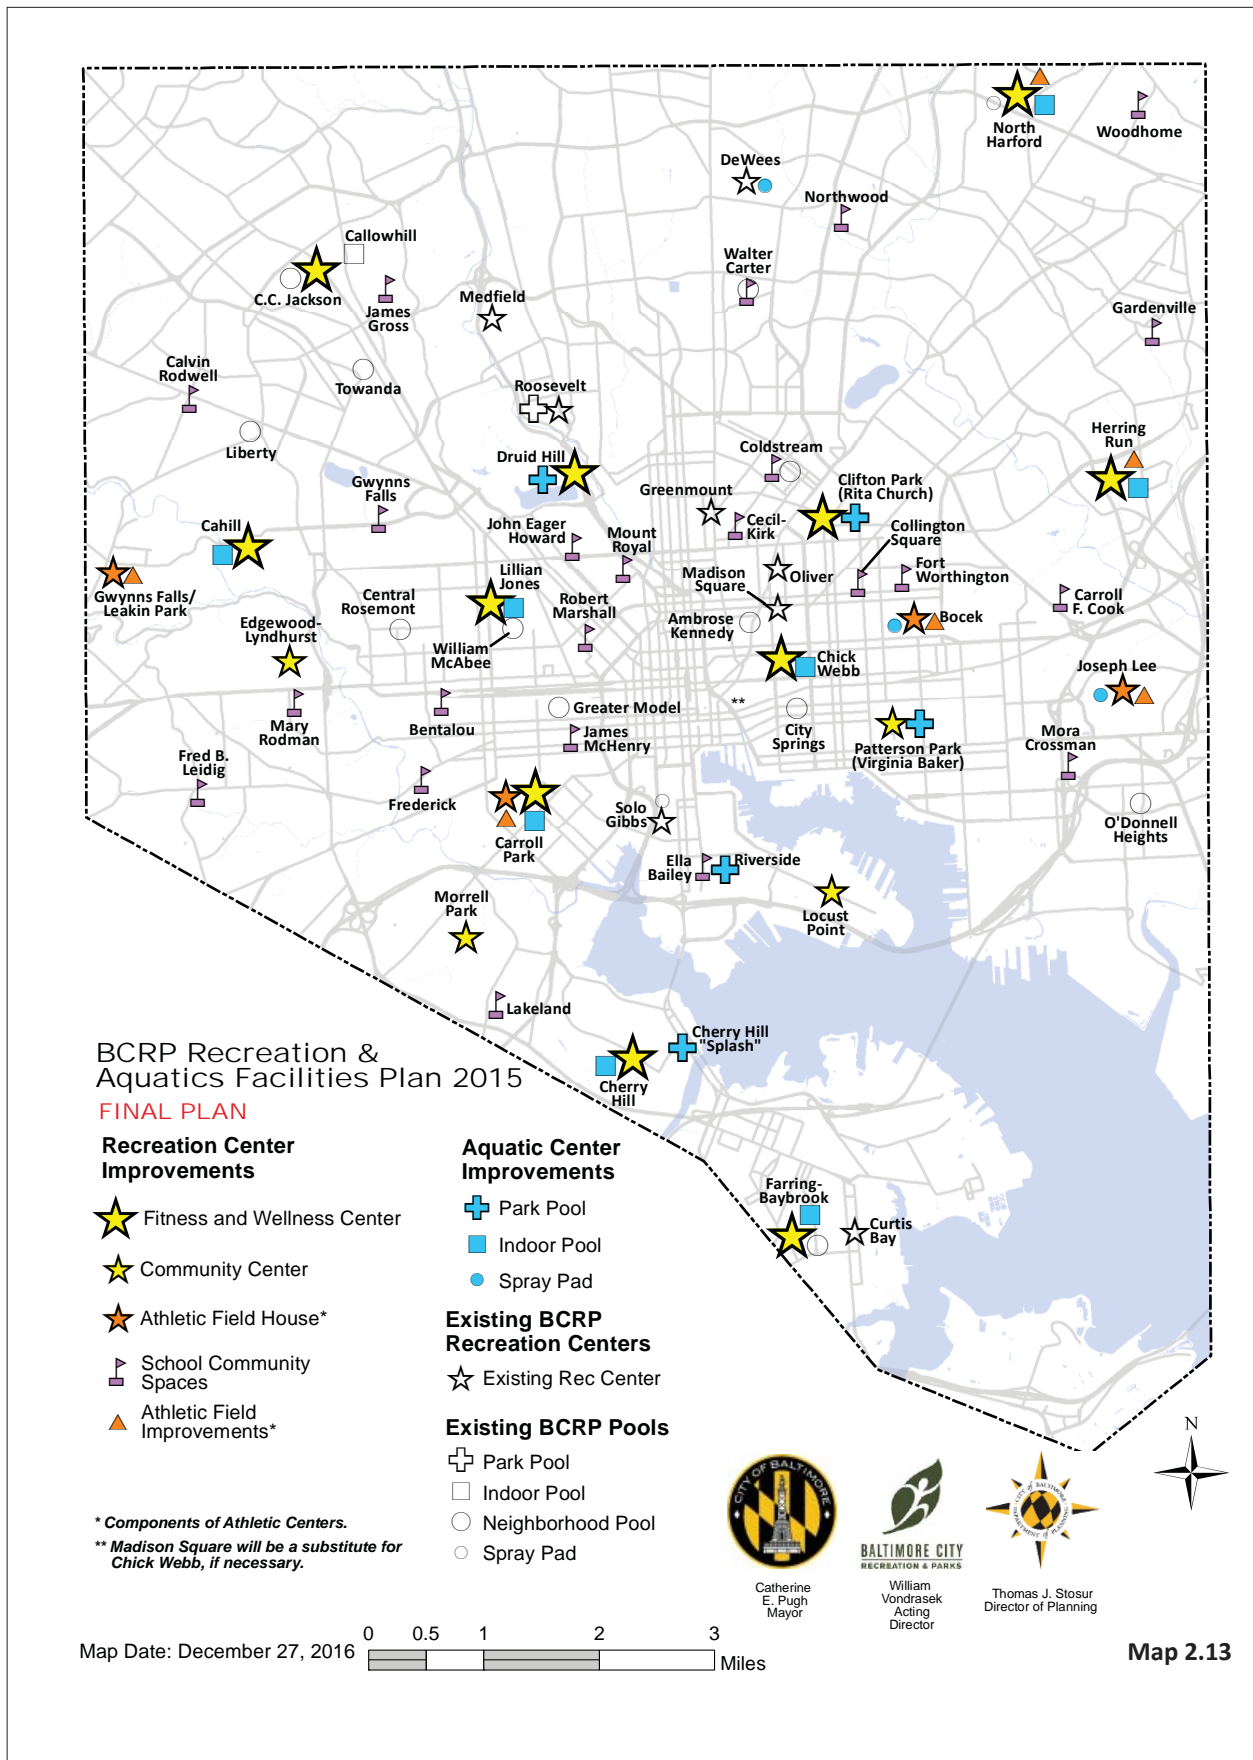 North
Harford
Woodhome
DeWees
Northwood
Callowhill
C.C. Jackson
James
Gross
Medfield
Walter
Carter
Gardenville
Calvin
Rodwell
Towanda
Roosevelt
Liberty
Herring
Run
Druid Hill
Coldstream
Clifton Park
(Rita Church)
Gwynns
Falls
Greenmount
Cahill
John Eager
Howard
Mount
Royal
Cecil-
Kirk
Collington
Square
Gwynns Falls/
Leakin Park
Lillian
Jones
Madison
Square
Oliver
Fort
Worthington
Central
Rosemont
Robert
Marshall
Carroll
F. Cook
Edgewood-
Lyndhurst
William
McAbee
Ambrose
Kennedy
Bocek
Chick
Webb
Joseph Lee
**
Mary
Rodman
Bentalou
Greater Model
James
McHenry
City
Springs
Patterson Park
(Virginia Baker)
Mora
Crossman
Fred B.
Leidig
Frederick
Carroll
Park
Solo
Gibbs
O'Donnell
Heights
Ella
Bailey
Riverside
Morrell
Park
Locust
Point
Lakeland
Cherry Hill
"Splash"
Cherry
Hill
Farring-
Baybrook
Curtis
Bay
BCRP Recreation &
Aquatics Facilities Plan 2015
FINAL PLAN
Recreation Center
Improvements
Fitness and Wellness Center
Community Center
Athletic Field House*
School Community
Spaces
Athletic Field
Improvements*
Aquatic Center
Improvements
Park Pool
Indoor Pool
Spray Pad
Existing BCRP
Recreation Centers
Existing Rec Center
Existing BCRP Pools
Park Pool
Indoor Pool
Neighborhood Pool
Spray Pad
* Components of Athletic Centers.
** Madison Square will be a substitute for
Chick Webb, if necessary.
CITY OF BALTIMORE
Catherine
E. Pugh
Mayor
BALTIMORE CITY
RECREATION & PARKS
William
Vondrasek
Acting
Director
CITY of BALTIMORE
DEPARTMENT of PLANNING
Thomas J. Stosur
Director of Planning
N
Map Date: December 27, 2016
0 0.5 1 2 3
Miles
Map 2.13